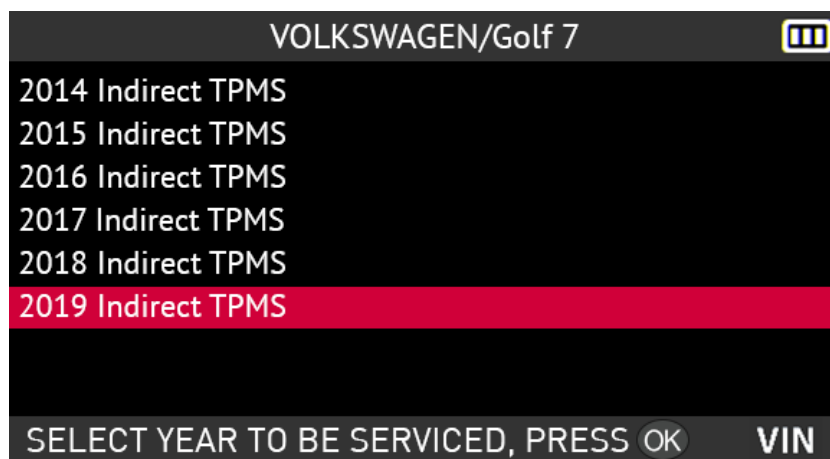 VOLKSWAGEN/Golf 7
2014 Indirect TPMS
2015 Indirect TPMS
2016 Indirect TPMS
2017 Indirect TPMS
2018 Indirect TPMS
2019 Indirect TPMS
SELECT YEAR TO BE SERVICED, PRESS OK VIN